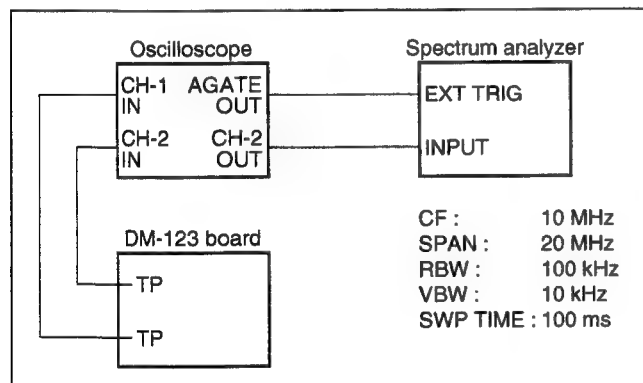 Oscilloscope
CH-1 IN
AGATE OUT
CH-2 IN
CH-2 OUT
Spectrum analyzer
EXT TRIG
INPUT
DM-123 board
TP
TP
CF : 10 MHz
SPAN : 20 MHz
RBW : 100 kHz
VBW : 10 kHz
SWP TIME : 100 ms